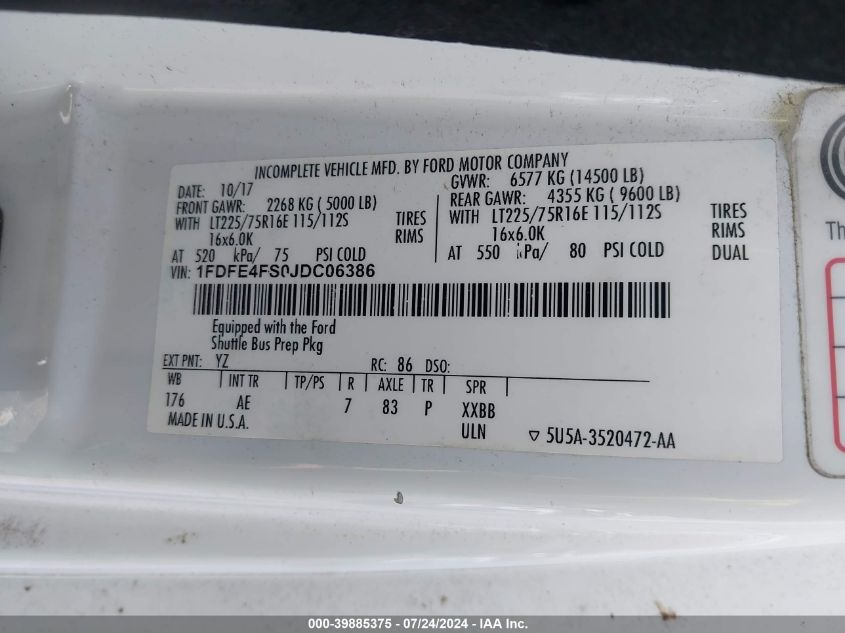 INCOMPLETE VEHICLE MFD. BY FORD MOTOR COMPANY
DATE: 10/17 GVWR: 6577 KG (14500 LB)
FRONT GAWR: 2268 KG ( 5000 LB) REAR GAWR: 4355 KG ( 9600 LB)
WITH LT225/75R16E 115/112S TIRES WITH LT225/75R16E 115/112S TIRES
16x6.0K RIMS 16x6.0K RIMS
AT 520 kPa/ 75 PSI COLD AT 550 kPa/ 80 PSI COLD DUAL
VIN: 1FDFE4FS0JDC06386
Equipped with the Ford
Shuttle Bus Prep Pkg
EXT PNT: YZ RC: 86 DSO:
WB INT TR TP/PS R AXLE TR SPR
176 AE 7 83 P XXBB
MADE IN U.S.A. ULN 5U5A-3520472-AA
000-39885375 - 07/24/2024 - IAA Inc.